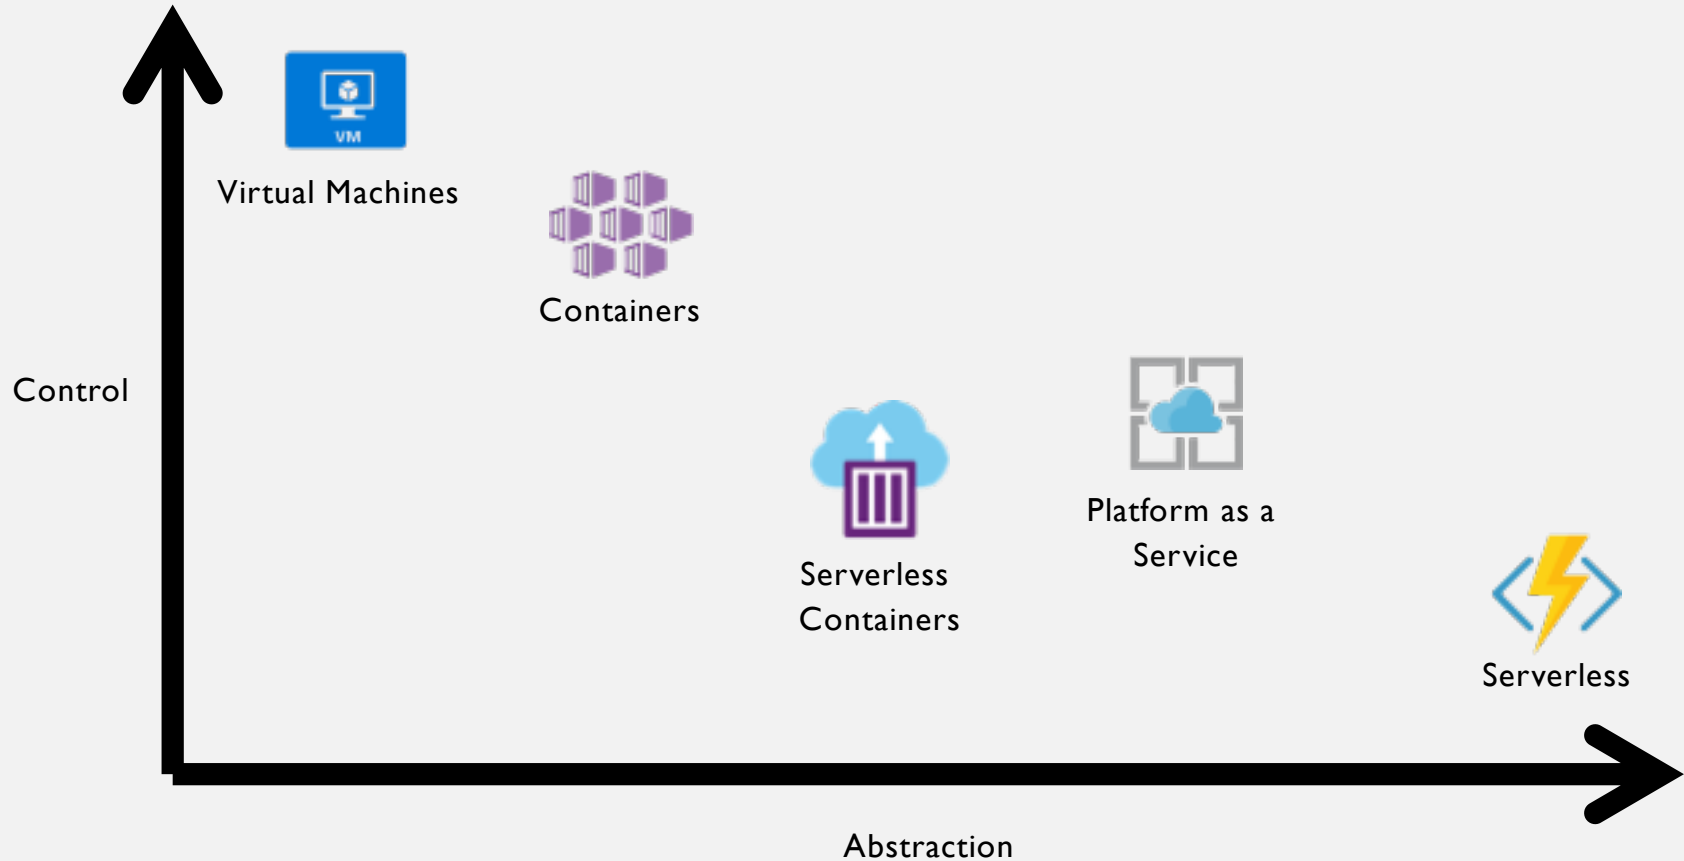 VM
Virtual Machines
Containers
Control
Serverless
Containers
Platform as a
Service
Serverless
Abstraction